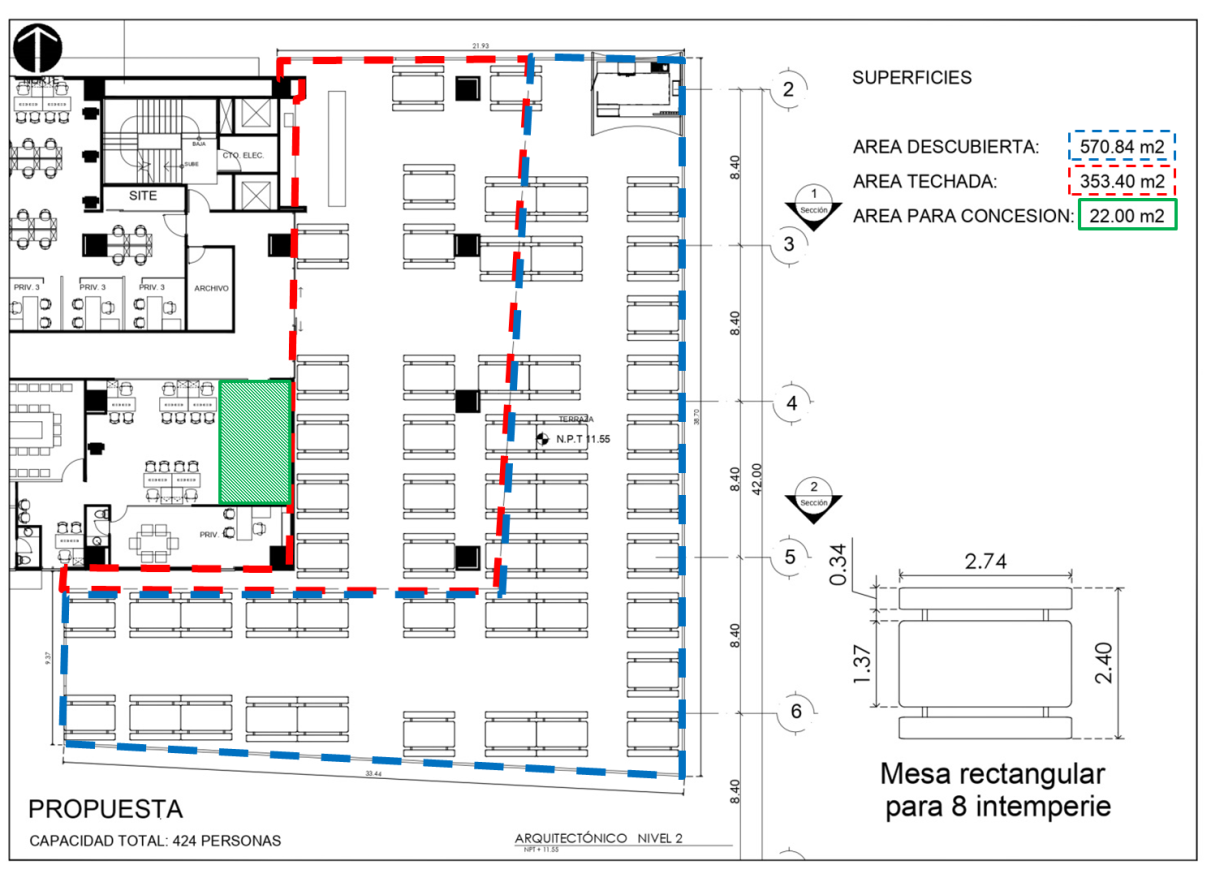 NORTE
21.93
BAJA
SUBE
CTO. ELEC.
SITE
PRIV. 3
PRIV. 3
PRIV. 3
ARCHIVO
PRIV.
TERRAZA
N.P.T 11.55
9.37
33.44
38.70
42.00
8.40
8.40
8.40
8.40
8.40
2
3
4
5
6
1
Sección
2
Sección
SUPERFICIES
AREA DESCUBIERTA: 570.84 m2
AREA TECHADA: 353.40 m2
AREA PARA CONCESION: 22.00 m2
0.34
2.74
1.37
2.40
Mesa rectangular
para 8 intemperie
PROPUESTA
CAPACIDAD TOTAL: 424 PERSONAS
ARQUITECTÓNICO NIVEL 2
NPT + 11.55